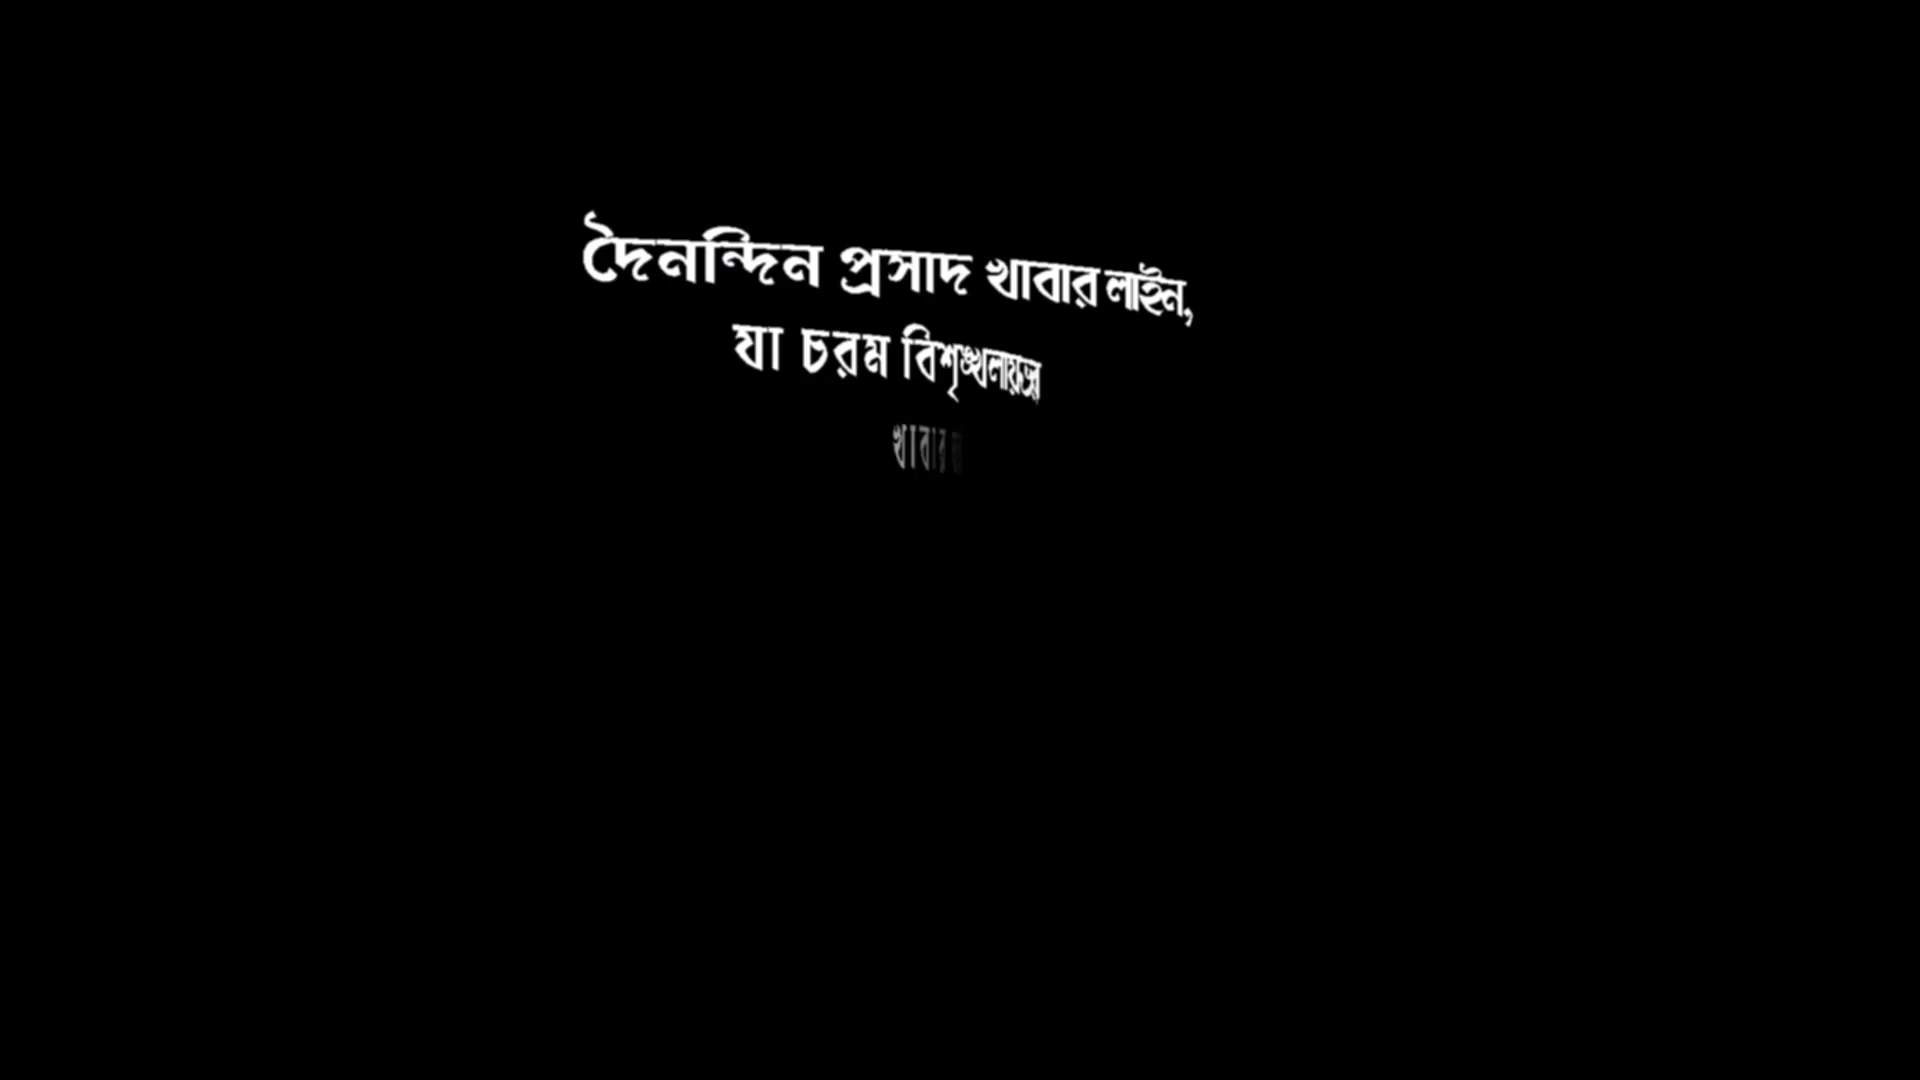 দৈনন্দিন প্রসাদ খাবার লাইন,
যা চরম বিশৃঙ্খলায়
খাবার